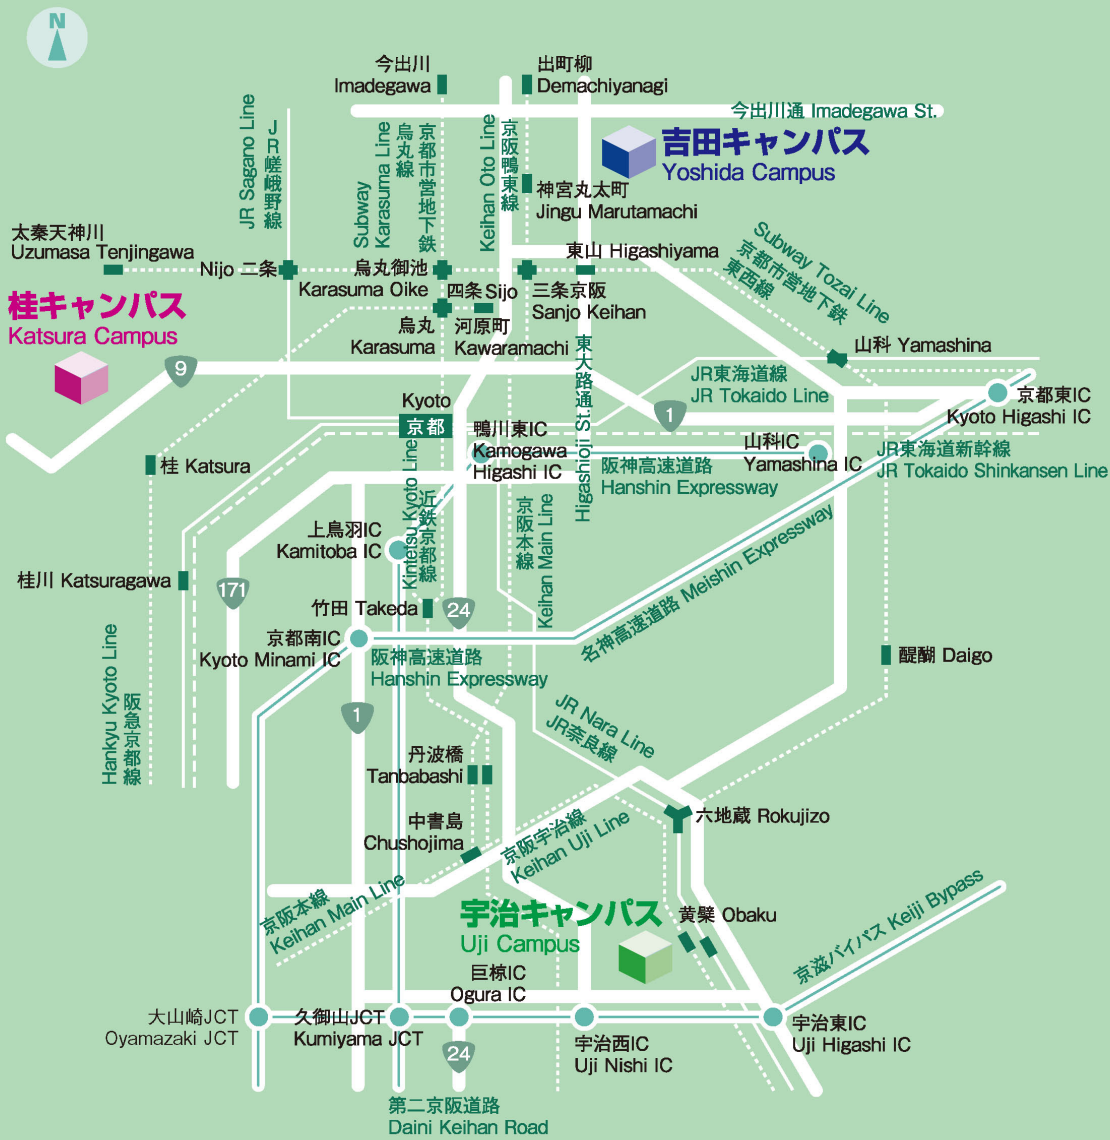 N
今出川
Imadegawa
出町柳
Demachiyanagi
今出川通 Imadegawa St.
吉田キャンパス
Yoshida Campus
JR Sagano Line
JR嵯峨野線
Subway
Karasuma Line
烏丸線
京都市営地下鉄
Keihan Oto Line
京阪鴨東線
神宮丸太町
Jingu Marutamachi
太秦天神川
Uzumasa Tenjingawa
Nijo 二条
烏丸御池
Karasuma Oike
東山 Higashiyama
Subway Tozai Line
京都市営地下鉄
東西線
四条 Sijo
三条京阪
Sanjo Keihan
桂キャンパス
Katsura Campus
烏丸
Karasuma
河原町
Kawaramachi
9
東大路通
Higashioji St.
山科 Yamashina
JR東海道線
JR Tokaido Line
京都東IC
Kyoto Higashi IC
1
Kyoto
京都
鴨川東IC
Kamogawa
Higashi IC
阪神高速道路
Hanshin Expressway
山科IC
Yamashina IC
JR東海道新幹線
JR Tokaido Shinkansen Line
桂 Katsura
上鳥羽IC
Kamitoba IC
Kintetsu Kyoto Line
近鉄京都線
京阪本線
Keihan Main Line
名神高速道路 Meishin Expressway
桂川 Katsuragawa
171
竹田 Takeda
24
京都南IC
Kyoto Minami IC
阪神高速道路
Hanshin Expressway
醍醐 Daigo
Hankyu Kyoto Line
阪急京都線
1
JR Nara Line
JR奈良線
丹波橋
Tanbabashi
中書島
Chushojima
京阪宇治線
Keihan Uji Line
六地蔵 Rokujizo
京阪本線
Keihan Main Line
宇治キャンパス
Uji Campus
黄檗 Obaku
京滋バイパス Keiji Bypass
巨椋IC
Ogura IC
大山崎JCT
Oyamazaki JCT
久御山JCT
Kumiyama JCT
24
宇治西IC
Uji Nishi IC
宇治東IC
Uji Higashi IC
第二京阪道路
Daini Keihan Road